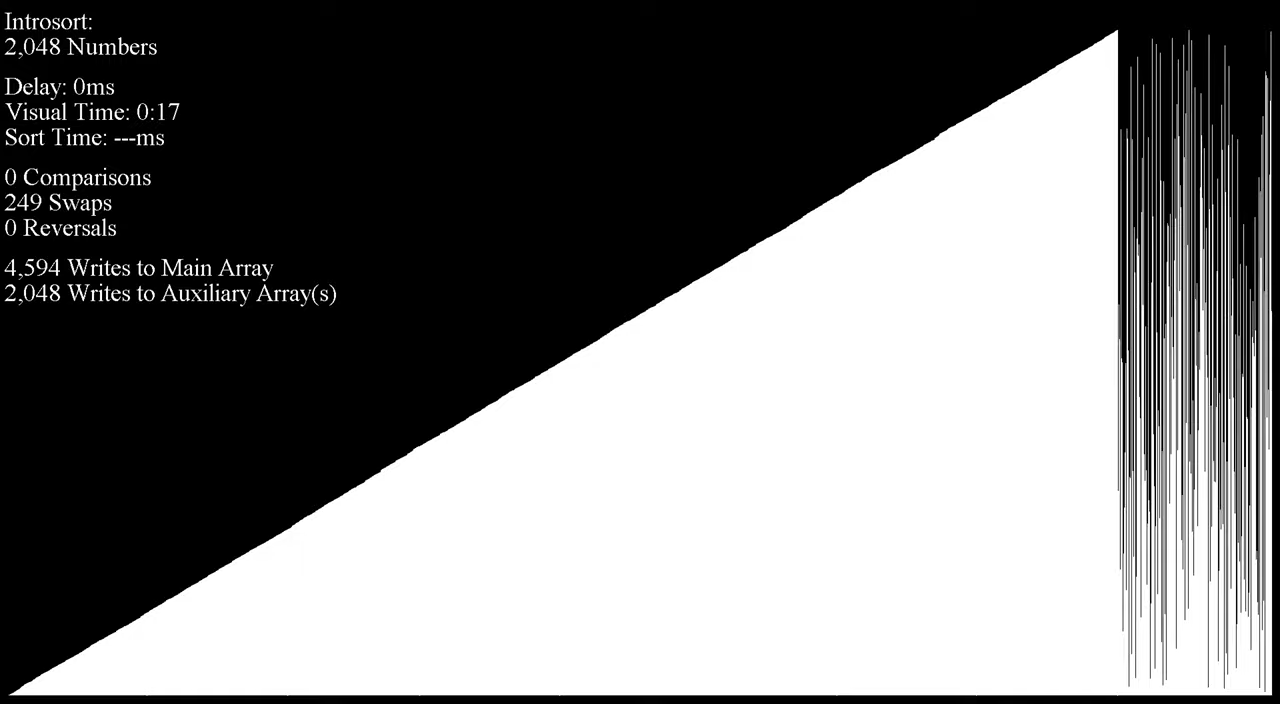 Introsort:
2,048 Numbers
Delay: 0ms
Visual Time: 0:17
Sort Time: ---ms
0 Comparisons
249 Swaps
0 Reversals
4,594 Writes to Main Array
2,048 Writes to Auxiliary Array(s)